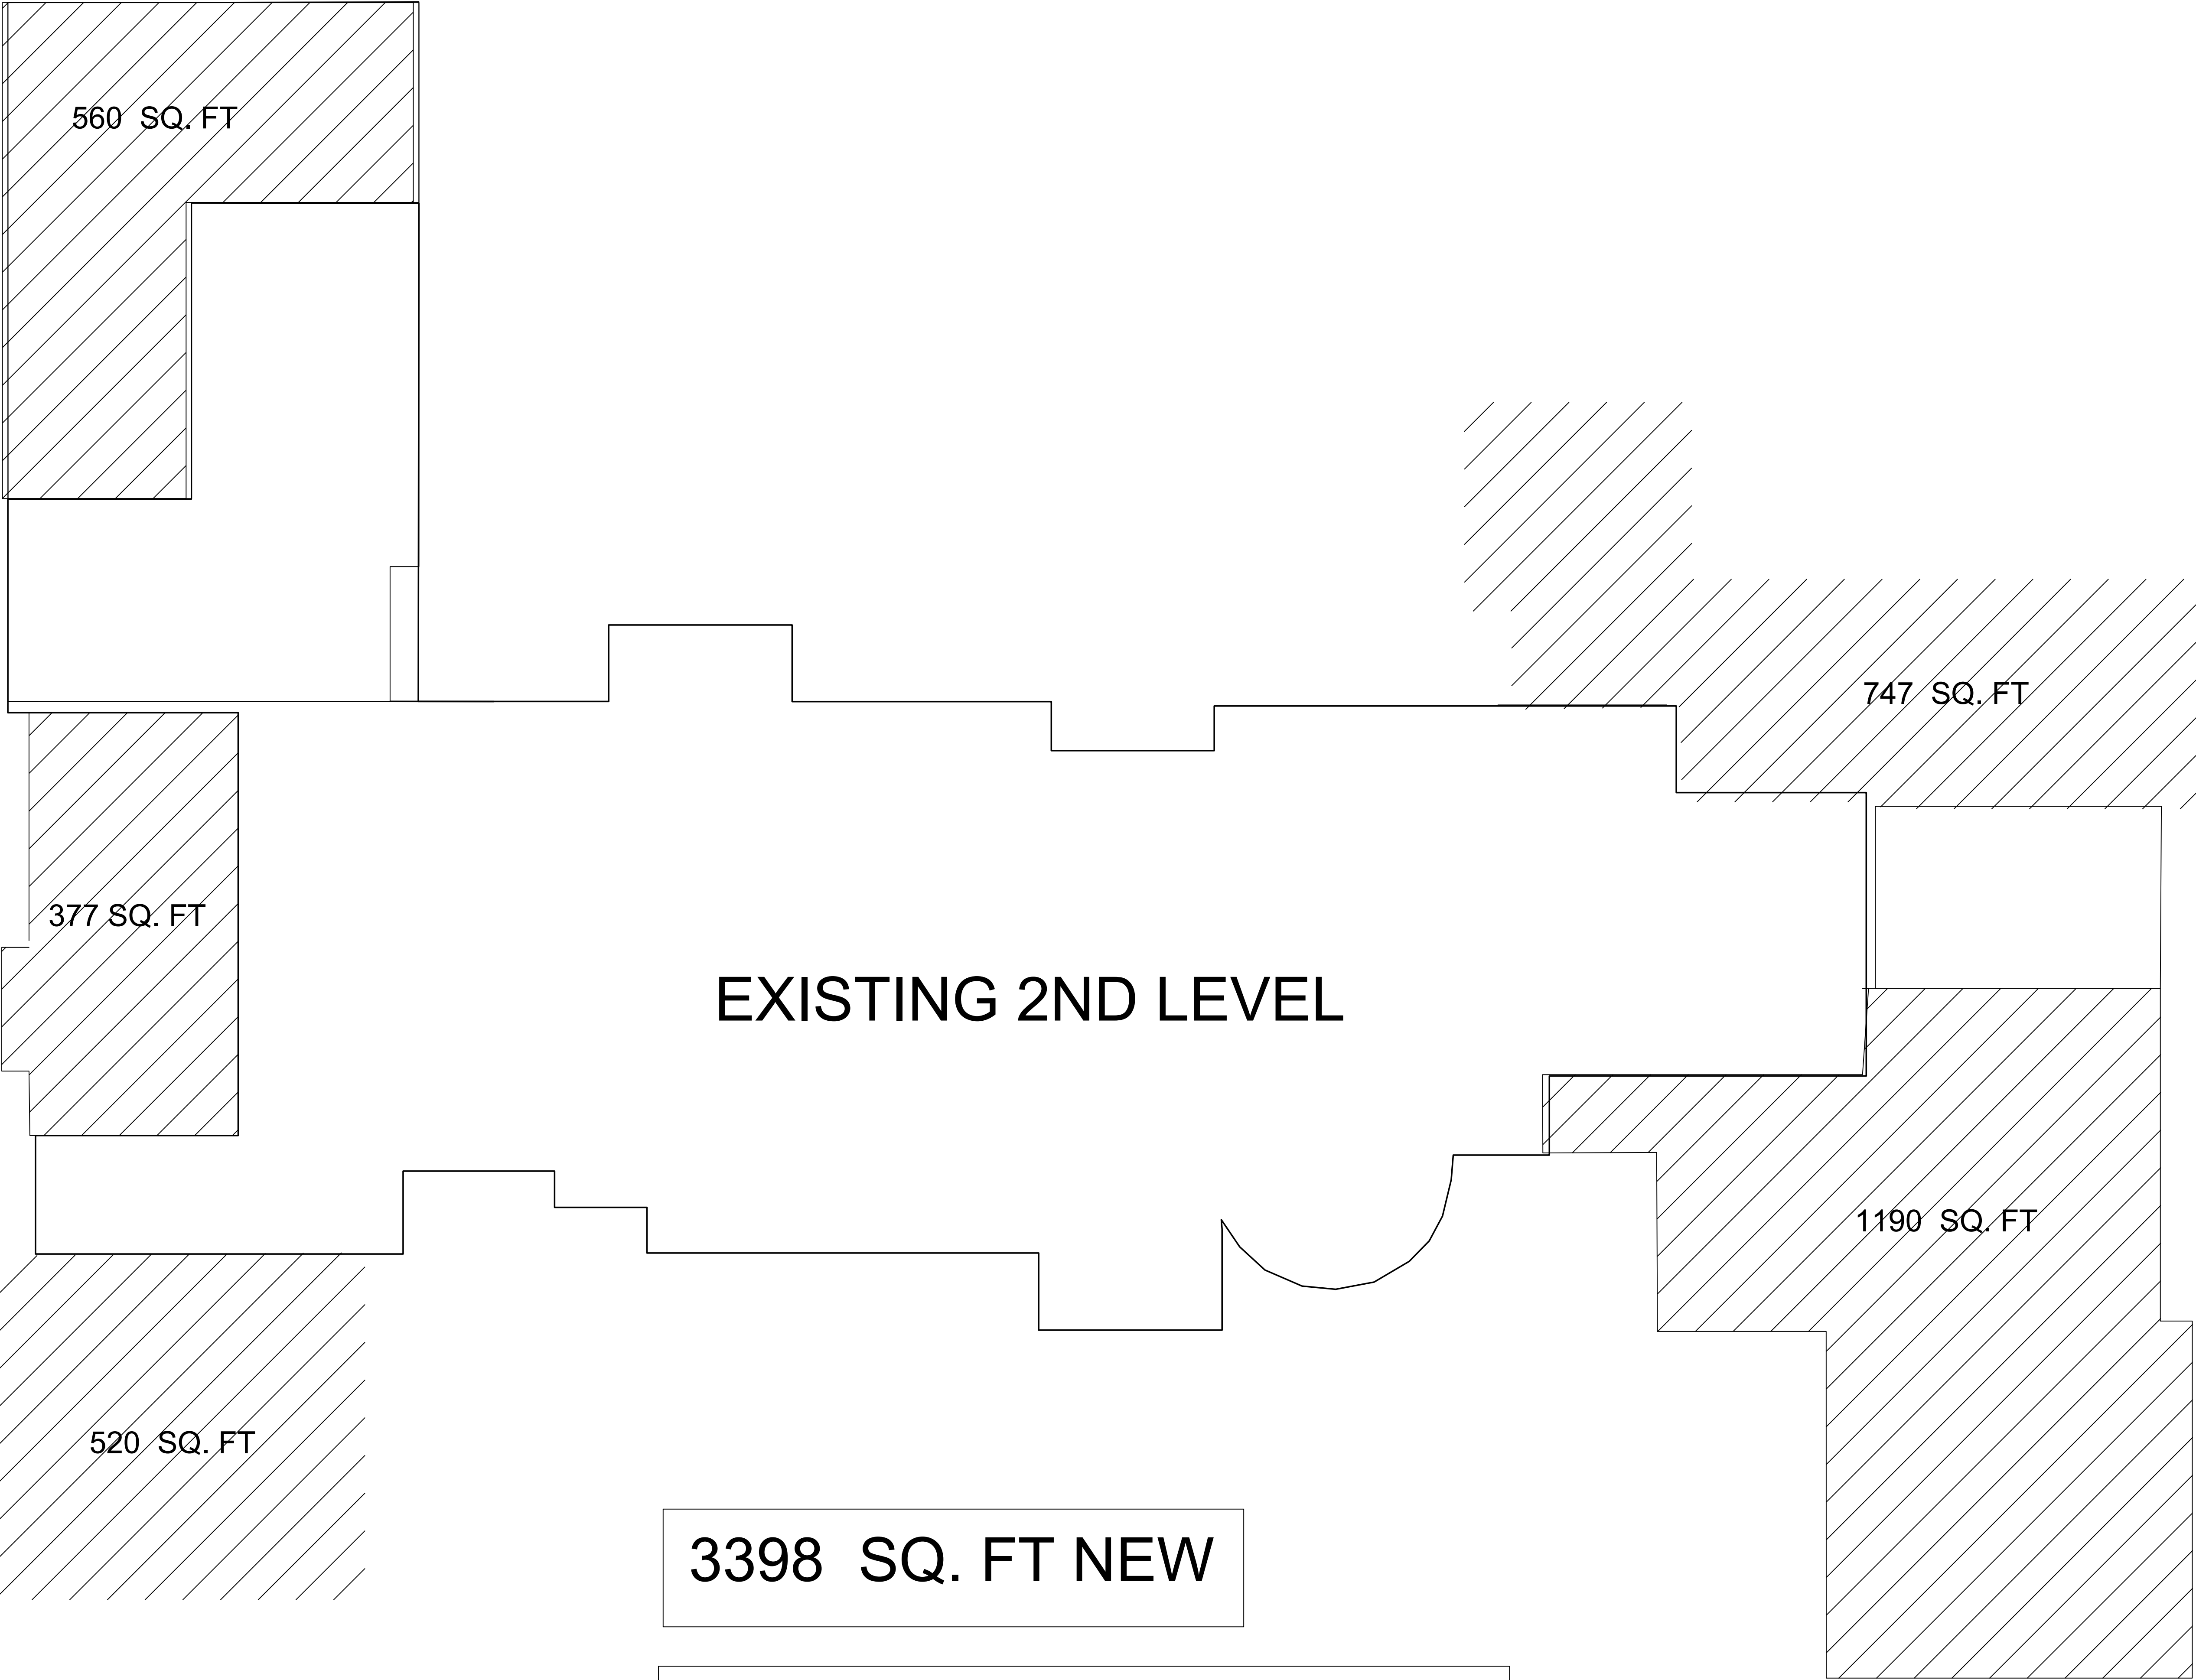 560 SQ. FT
747 SQ. FT
377 SQ. FT
EXISTING 2ND LEVEL
1190 SQ. FT
520 SQ. FT
3398 SQ. FT NEW